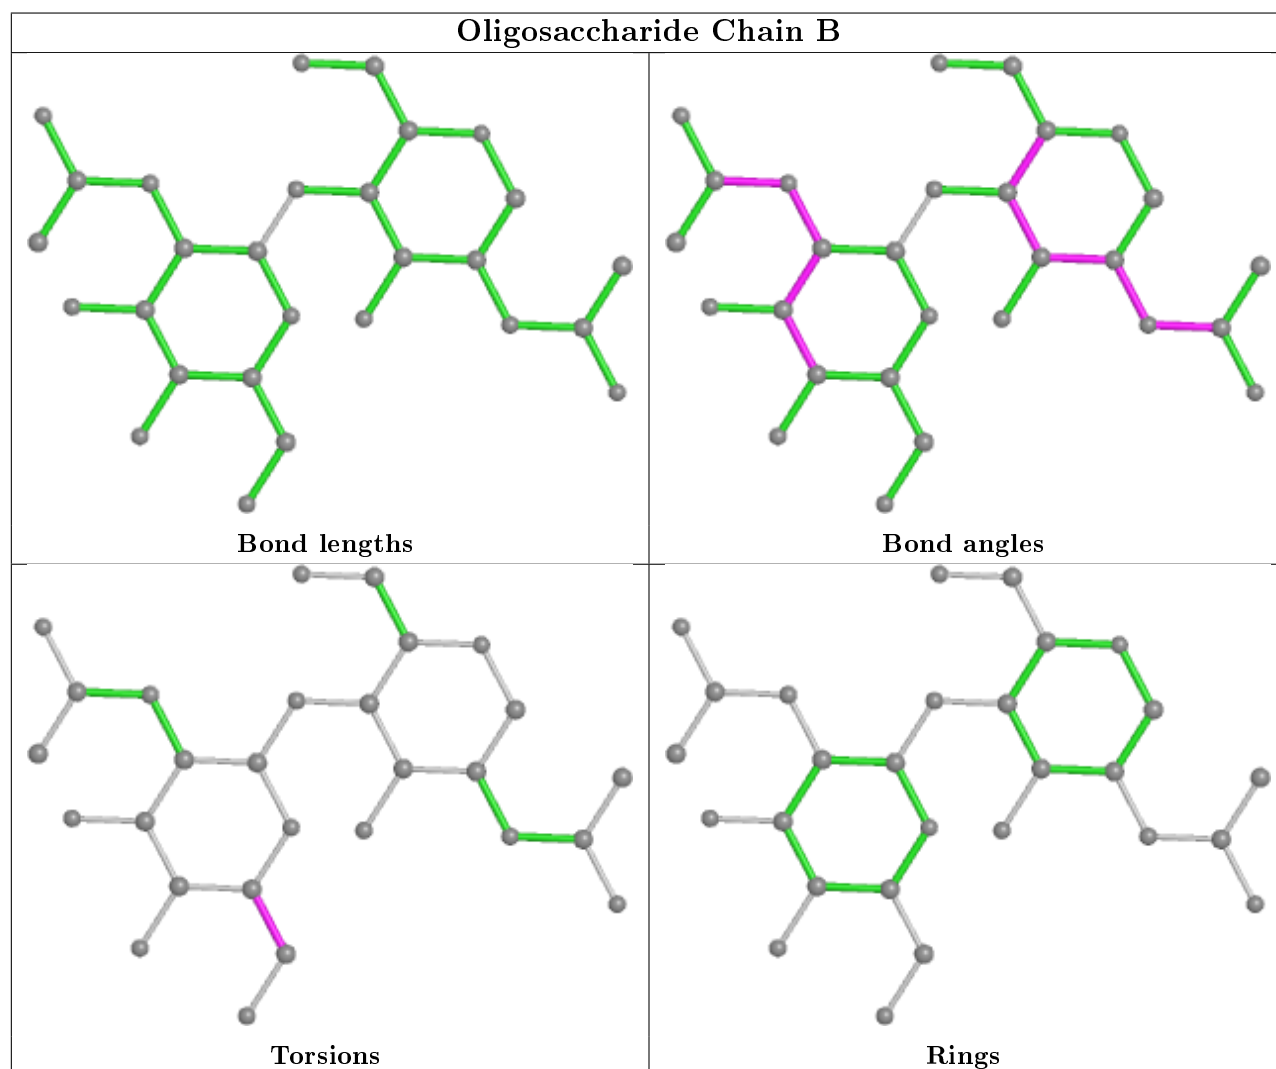 Oligosaccharide Chain B
Bond lengths
Bond angles
Torsions
Rings